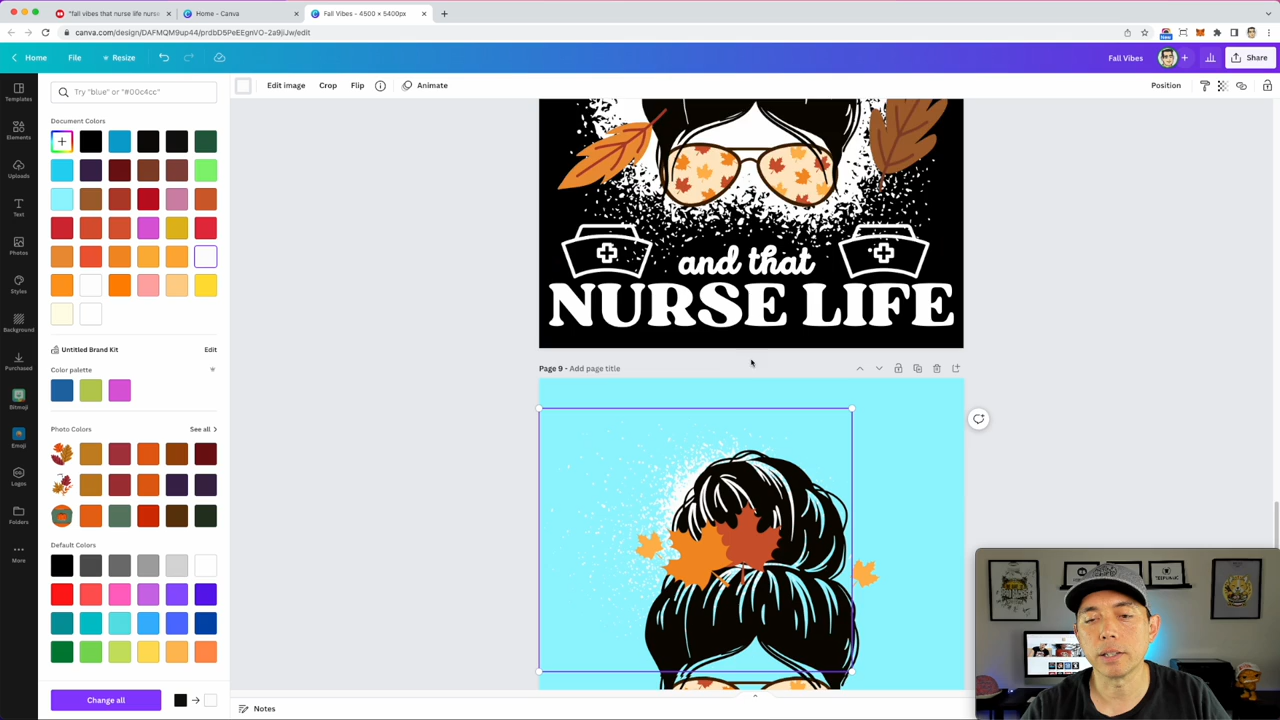 "fall vibes that nurse life nurse
Home - Canva
Fall Vibes - 4500 × 5400px
canva.com/design/DAFMQM9up44/prdbD5PeEEgnVO-2a9jiJw/edit
Home
File
Resize
Fall Vibes
Share
Try "blue" or "#00c4cc"
Edit image
Crop
Flip
Animate
Position
Templates
Elements
Uploads
Text
Photos
Styles
Background
Purchased
Bitmoji
Emoji
Logos
Folders
More
Document Colors
Untitled Brand Kit
Edit
Color palette
Photo Colors
See all
Default Colors
Change all
and that
NURSE LIFE
Page 9 - Add page title
Notes